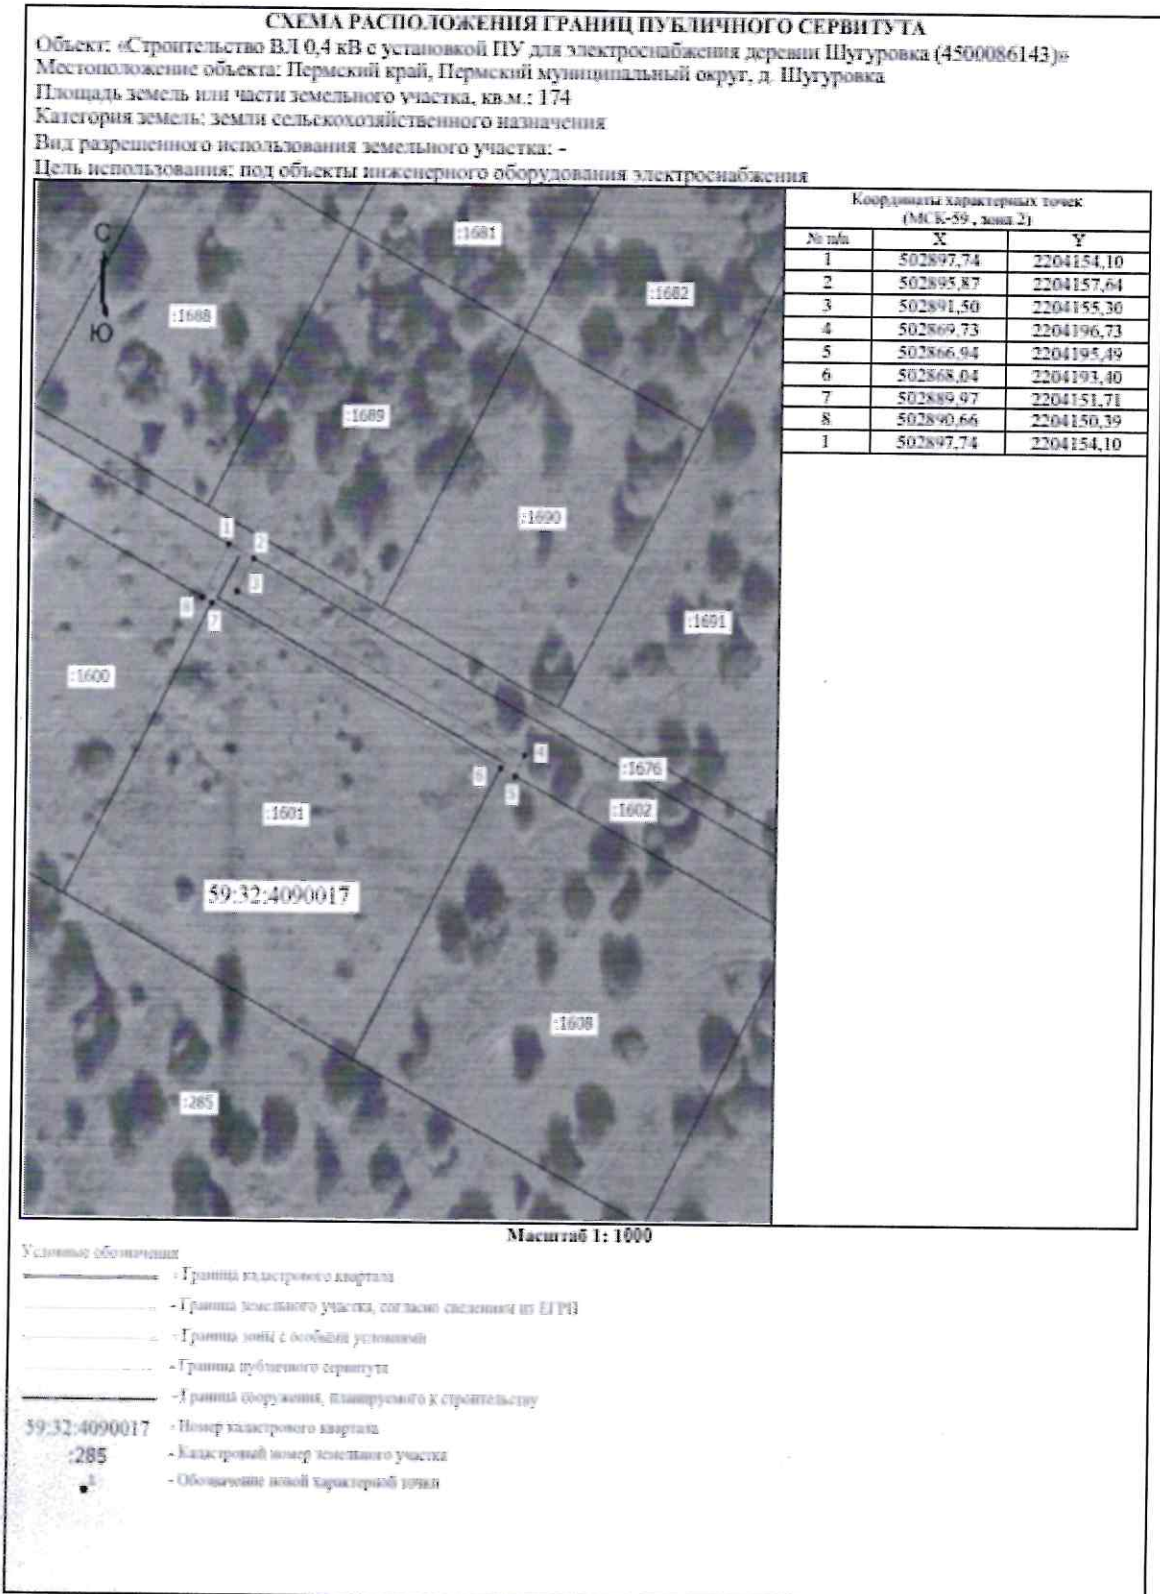 СХЕМА РАСПОЛОЖЕНИЯ ГРАНИЦ ПУБЛИЧНОГО СЕРВИТУТА
Объект: «Строительство ВЛ 0,4 кВ с установкой ПУ для электроснабжения деревни Шугуровка (4500086143)»
Местоположение объекта: Пермский край, Пермский муниципальный округ, д. Шугуровка
Площадь земель или части земельного участка, кв.м.: 174
Категория земель: земли сельскохозяйственного назначения
Вид разрешенного использования земельного участка: -
Цель использования: под объекты инженерного оборудования электроснабжения
Координаты характерных точек
(МСК-59 , зона 2)
№ п/п X Y
1 502897,74 2204154,10
2 502895,87 2204157,64
3 502891,50 2204155,30
4 502869,73 2204196,73
5 502866,94 2204195,49
6 502868,04 2204193,40
7 502889,97 2204151,71
8 502890,66 2204150,39
1 502897,74 2204154,10
С
Ю
:1681
:1682
:1688
:1689
:1690
1
2
3
8
7
:1691
:1600
4
6
5
:1676
:1602
:1601
59:32:4090017
:1608
:285
Масштаб 1: 1000
Условные обозначения
- Граница кадастрового квартала
- Граница земельного участка, согласно сведениям из ЕГРП
- Граница зоны с особыми условиями
- Граница публичного сервитута
- Граница сооружения, планируемого к строительству
59:32:4090017 - Номер кадастрового квартала
:285 - Кадастровый номер земельного участка
1 - Обозначение новой характерной точки